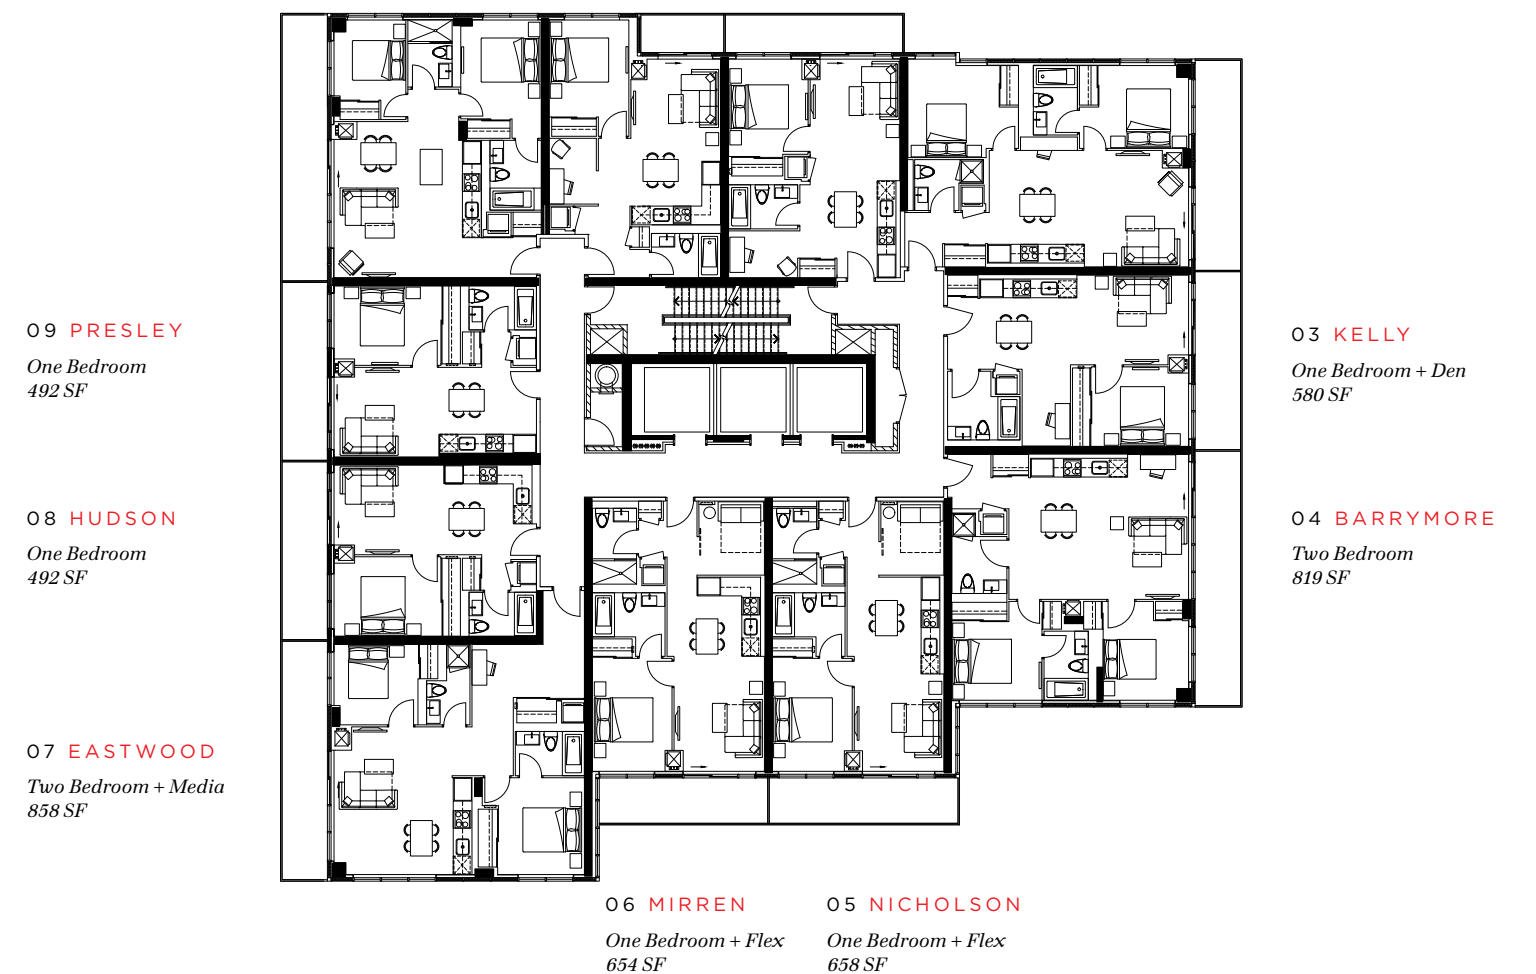 09 PRESLEY
One Bedroom
492 SF
08 HUDSON
One Bedroom
492 SF
07 EASTWOOD
Two Bedroom + Media
858 SF
03 KELLY
One Bedroom + Den
580 SF
04 BARRYMORE
Two Bedroom
819 SF
06 MIRREN
One Bedroom + Flex
654 SF
05 NICHOLSON
One Bedroom + Flex
658 SF